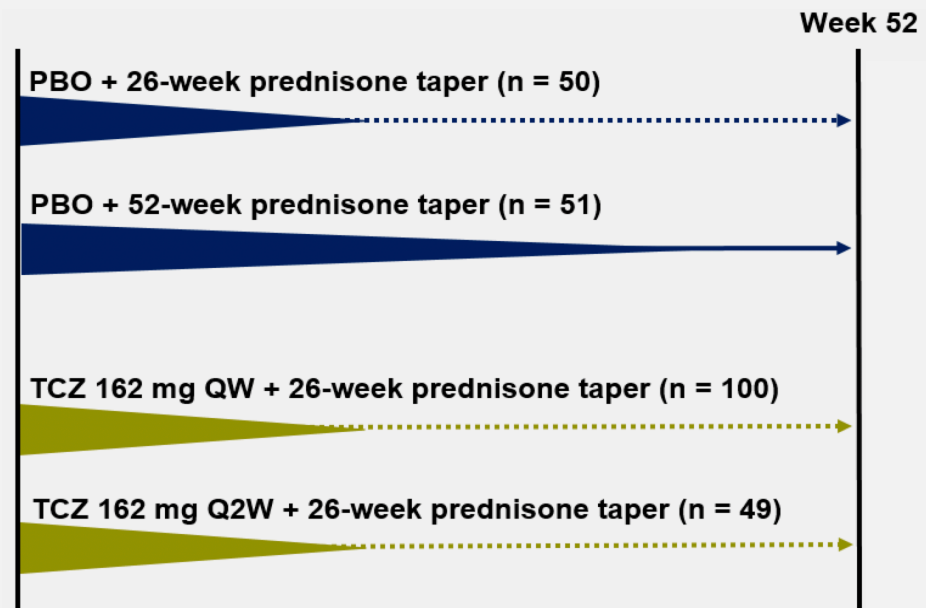 Week 52
PBO + 26-week prednisone taper (n = 50)
PBO + 52-week prednisone taper (n = 51)
TCZ 162 mg QW + 26-week prednisone taper (n = 100)
TCZ 162 mg Q2W + 26-week prednisone taper (n = 49)